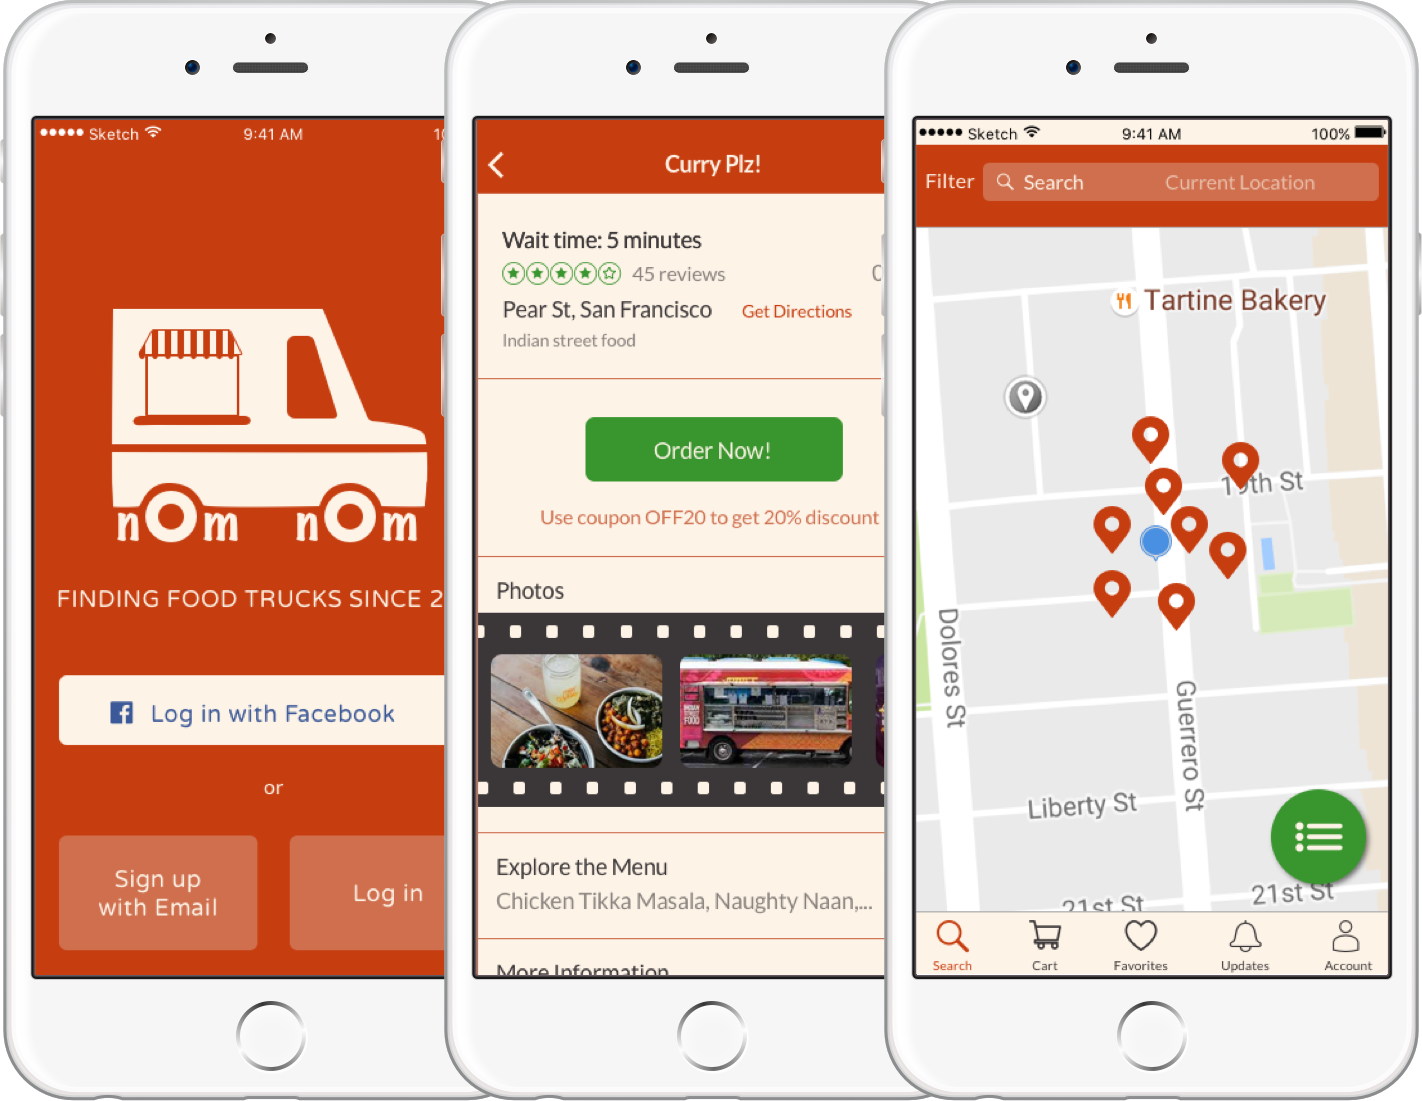 Sketch 9:41 AM 10
nOm nOm
FINDING FOOD TRUCKS SINCE 2
Log in with Facebook
or
Sign up
with Email
Log in
Curry Plz!
Wait time: 5 minutes
45 reviews
Pear St, San Francisco Get Directions
Indian street food
Order Now!
Use coupon OFF20 to get 20% discount
Photos
INDIAN
STREET
FOOD
Explore the Menu
Chicken Tikka Masala, Naughty Naan,...
More Information
Sketch 9:41 AM 100%
Filter Search Current Location
Tartine Bakery
19th St
Dolores St
Guerrero St
Liberty St
21st St
21st St
Search Cart Favorites Updates Account